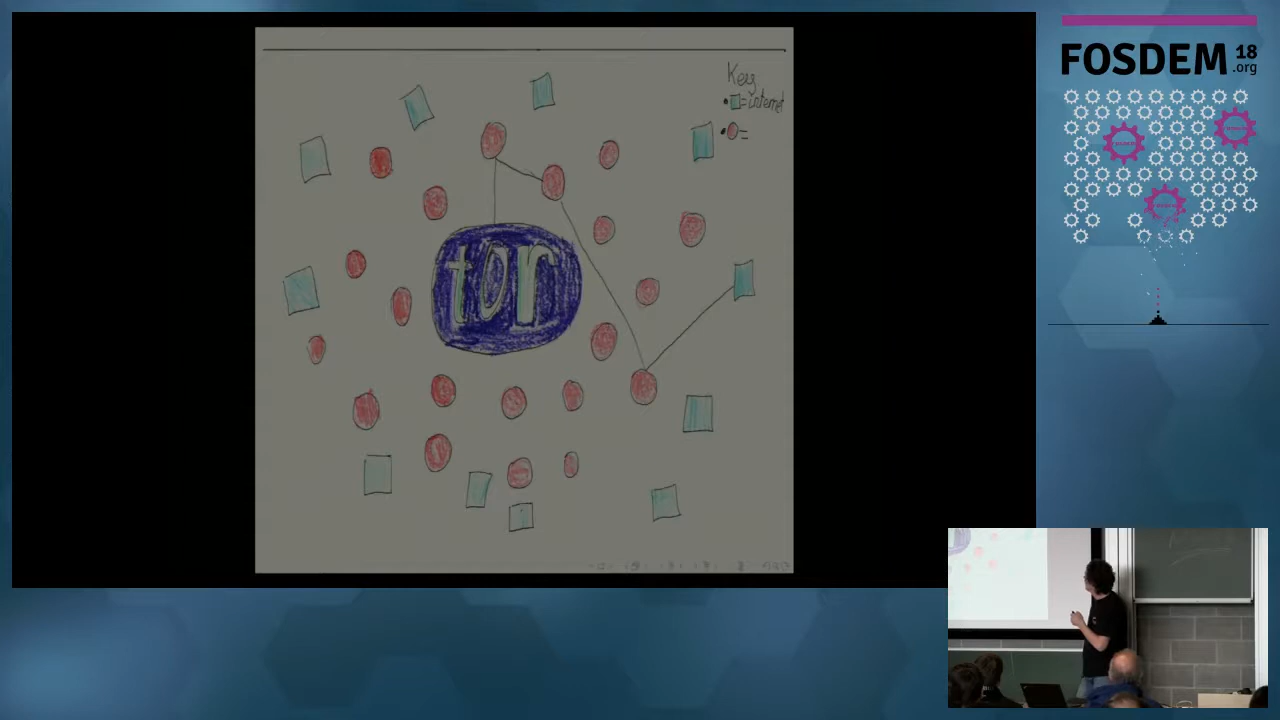 Key
• = internet
• =
tor
FOSDEM 18
.org